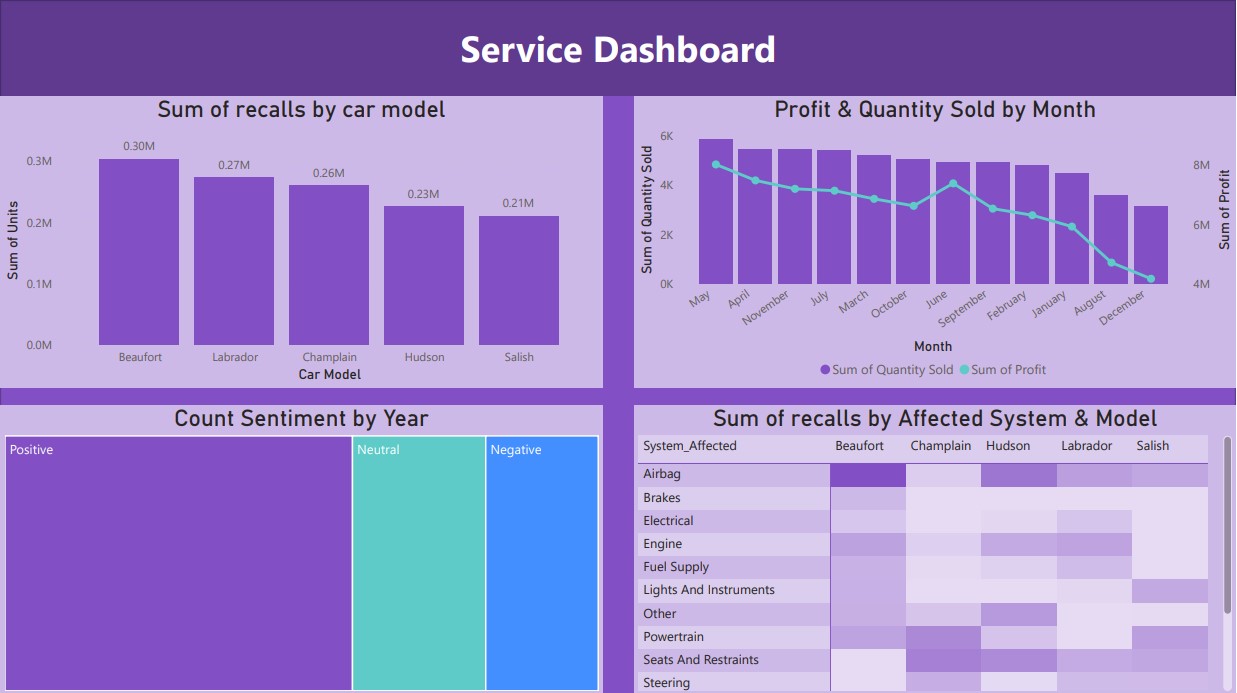 Service Dashboard
Sum of recalls by car model
Sum of Units
0.3M
0.2M
0.1M
0.0M
0.30M
0.27M
0.26M
0.23M
0.21M
Beaufort
Labrador
Champlain
Hudson
Salish
Car Model
Profit & Quantity Sold by Month
Sum of Quantity Sold
6K
4K
2K
0K
8M
6M
4M
Sum of Profit
May
April
November
July
March
October
June
September
February
January
August
December
Month
Sum of Quantity Sold Sum of Profit
Count Sentiment by Year
Positive
Neutral
Negative
Sum of recalls by Affected System & Model
System_Affected Beaufort Champlain Hudson Labrador Salish
Airbag
Brakes
Electrical
Engine
Fuel Supply
Lights And Instruments
Other
Powertrain
Seats And Restraints
Steering